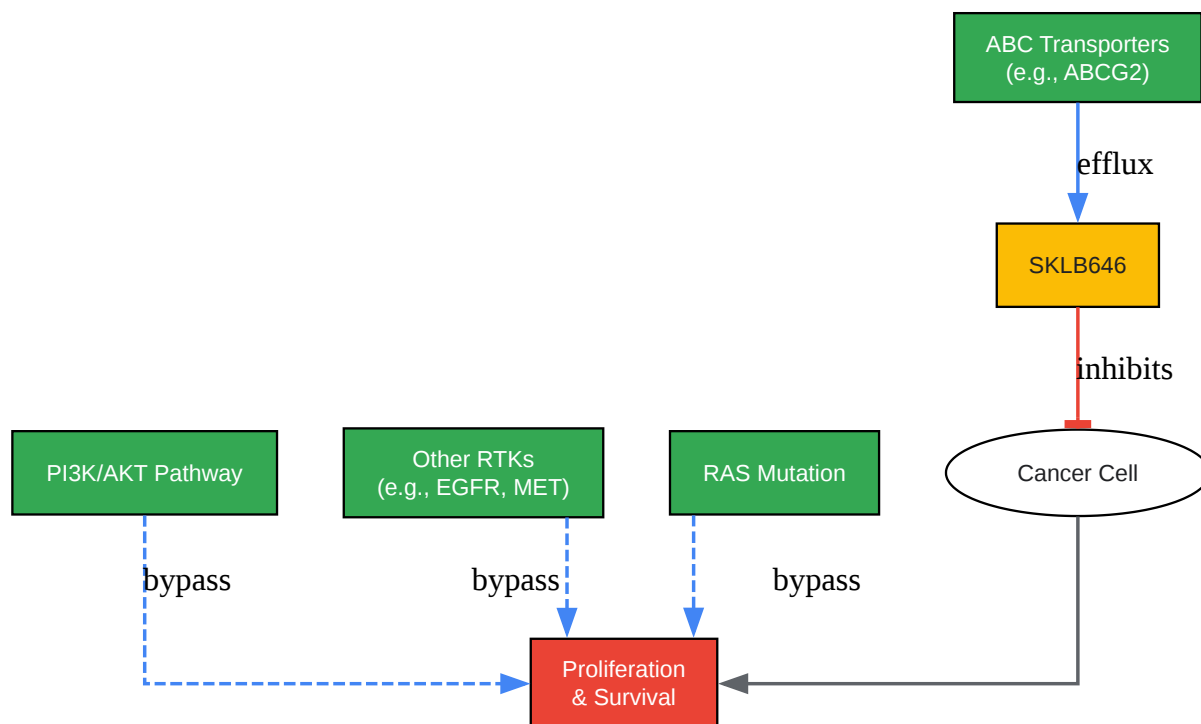 ABC Transporters
(e.g., ABCG2)
efflux
SKLB646
inhibits
PI3K/AKT Pathway
Other RTKs
(e.g., EGFR, MET)
RAS Mutation
Cancer Cell
bypass
bypass
bypass
Proliferation
& Survival